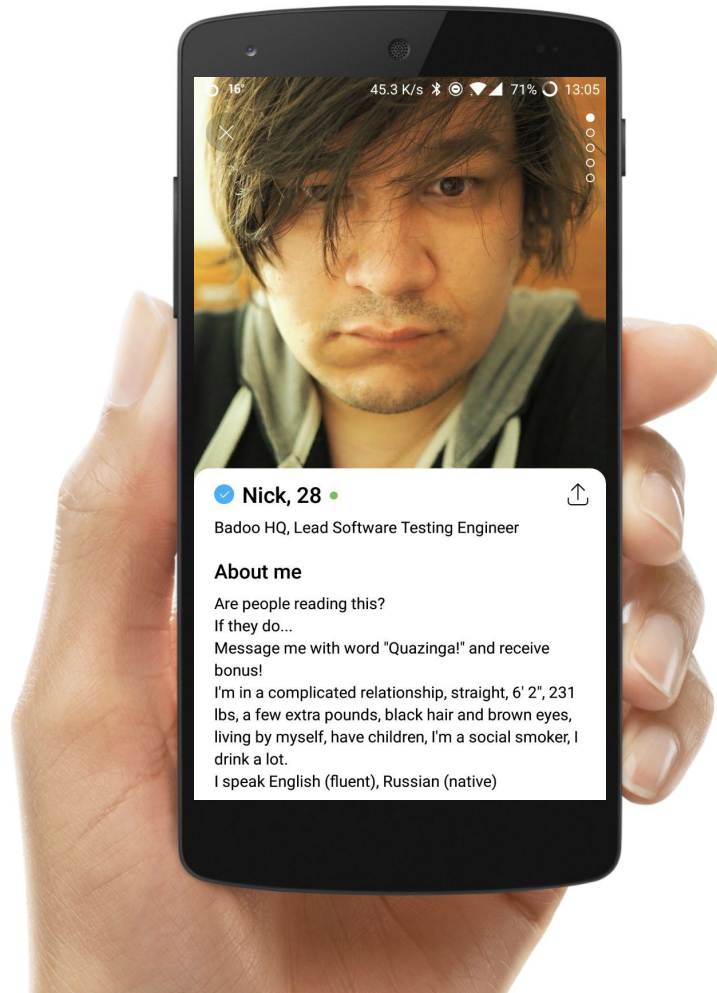 16°
45.3 K/s 71% 13:05
Nick, 28
Badoo HQ, Lead Software Testing Engineer
About me
Are people reading this?
If they do...
Message me with word "Quazinga!" and receive
bonus!
I'm in a complicated relationship, straight, 6' 2", 231
lbs, a few extra pounds, black hair and brown eyes,
living by myself, have children, I'm a social smoker, I
drink a lot.
I speak English (fluent), Russian (native)